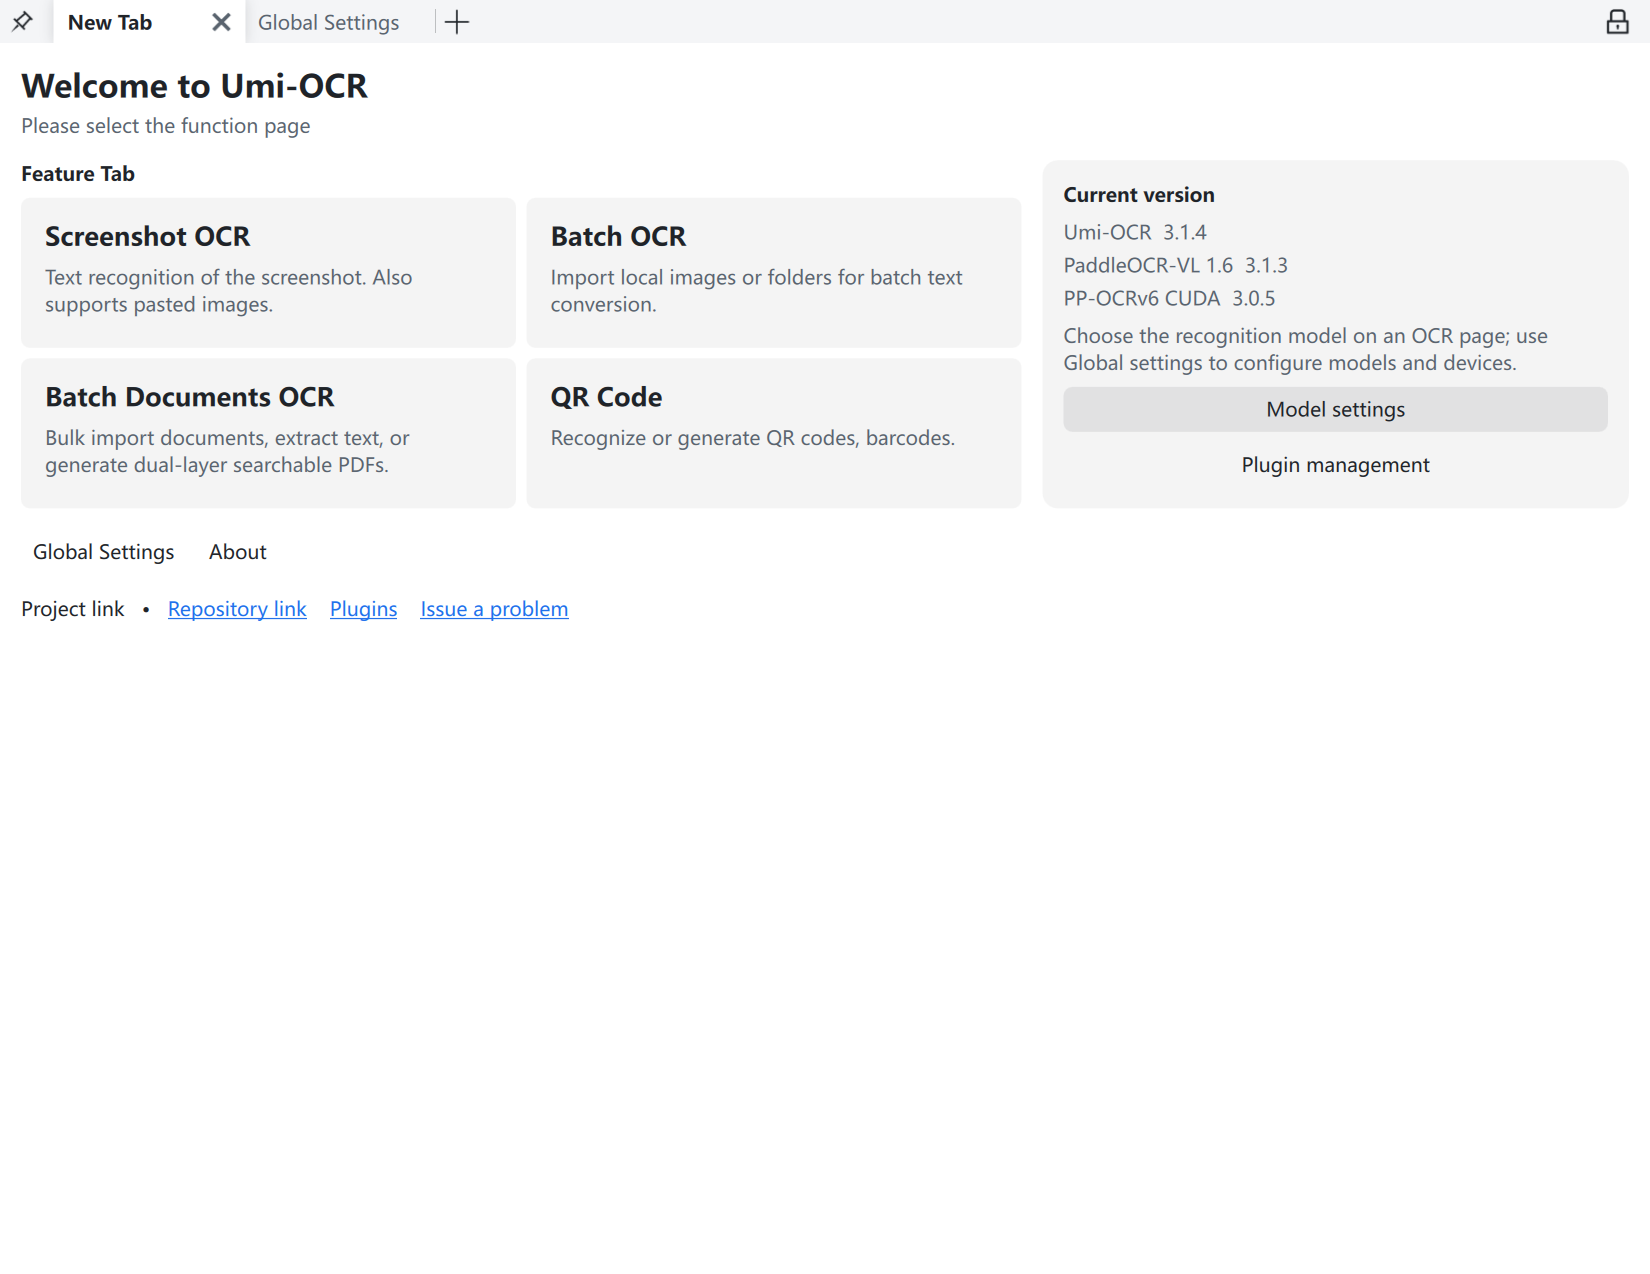 New Tab
Global Settings
Welcome to Umi-OCR
Please select the function page
Feature Tab
Screenshot OCR
Text recognition of the screenshot. Also
supports pasted images.
Batch OCR
Import local images or folders for batch text
conversion.
Batch Documents OCR
Bulk import documents, extract text, or
generate dual-layer searchable PDFs.
QR Code
Recognize or generate QR codes, barcodes.
Current version
Umi-OCR 3.1.4
PaddleOCR-VL 1.6 3.1.3
PP-OCRv6 CUDA 3.0.5
Choose the recognition model on an OCR page; use
Global settings to configure models and devices.
Model settings
Plugin management
Global Settings About
Project link • Repository link Plugins Issue a problem